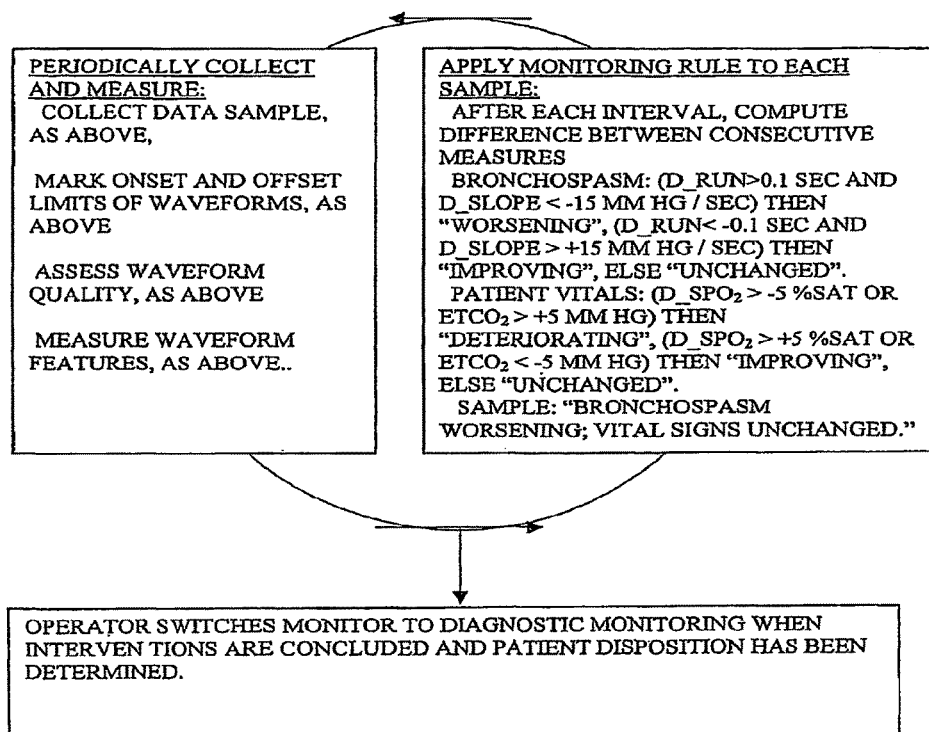 PERIODICALLY COLLECT
AND MEASURE:
COLLECT DATA SAMPLE,
AS ABOVE,
MARK ONSET AND OFFSET
LIMITS OF WAVEFORMS, AS
ABOVE
ASSESS WAVEFORM
QUALITY, AS ABOVE
MEASURE WAVEFORM
FEATURES, AS ABOVE..
APPLY MONITORING RULE TO EACH
SAMPLE:
AFTER EACH INTERVAL, COMPUTE
DIFFERENCE BETWEEN CONSECUTIVE
MEASURES
BRONCHOSPASM: (D_RUN>0.1 SEC AND
D_SLOPE < -15 MM HG / SEC) THEN
“WORSENING”, (D_RUN< -0.1 SEC AND
D_SLOPE > +15 MM HG / SEC) THEN
“IMPROVING”, ELSE “UNCHANGED”.
PATIENT VITALS: (D_SPO₂ > -5 %SAT OR
ETCO₂ > +5 MM HG) THEN
“DETERIORATING”, (D_SPO₂ > +5 %SAT OR
ETCO₂ < -5 MM HG) THEN “IMPROVING”,
ELSE “UNCHANGED”.
SAMPLE: “BRONCHOSPASM
WORSENING; VITAL SIGNS UNCHANGED.”
OPERATOR SWITCHES MONITOR TO DIAGNOSTIC MONITORING WHEN
INTERVEN TIONS ARE CONCLUDED AND PATIENT DISPOSITION HAS BEEN
DETERMINED.